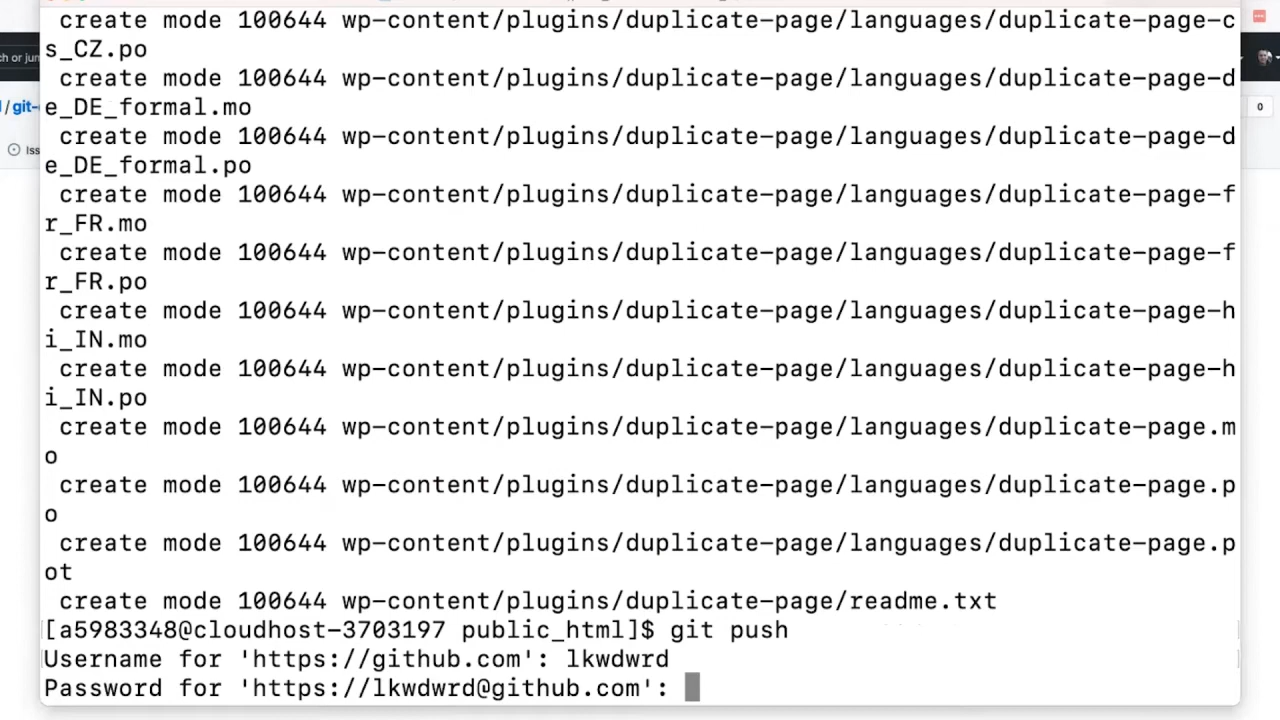 create mode 100644 wp-content/plugins/duplicate-page/languages/duplicate-page-c
s_CZ.po
create mode 100644 wp-content/plugins/duplicate-page/languages/duplicate-page-d
e_DE_formal.mo
create mode 100644 wp-content/plugins/duplicate-page/languages/duplicate-page-d
e_DE_formal.po
create mode 100644 wp-content/plugins/duplicate-page/languages/duplicate-page-f
r_FR.mo
create mode 100644 wp-content/plugins/duplicate-page/languages/duplicate-page-f
r_FR.po
create mode 100644 wp-content/plugins/duplicate-page/languages/duplicate-page-h
i_IN.mo
create mode 100644 wp-content/plugins/duplicate-page/languages/duplicate-page-h
i_IN.po
create mode 100644 wp-content/plugins/duplicate-page/languages/duplicate-page.m
o
create mode 100644 wp-content/plugins/duplicate-page/languages/duplicate-page.p
o
create mode 100644 wp-content/plugins/duplicate-page/languages/duplicate-page.p
ot
create mode 100644 wp-content/plugins/duplicate-page/readme.txt
[a5983348@cloudhost-3703197 public_html]$ git push
Username for 'https://github.com': lkwdwrd
Password for 'https://lkwdwrd@github.com':
ch or jum
/ git-
Iss
0